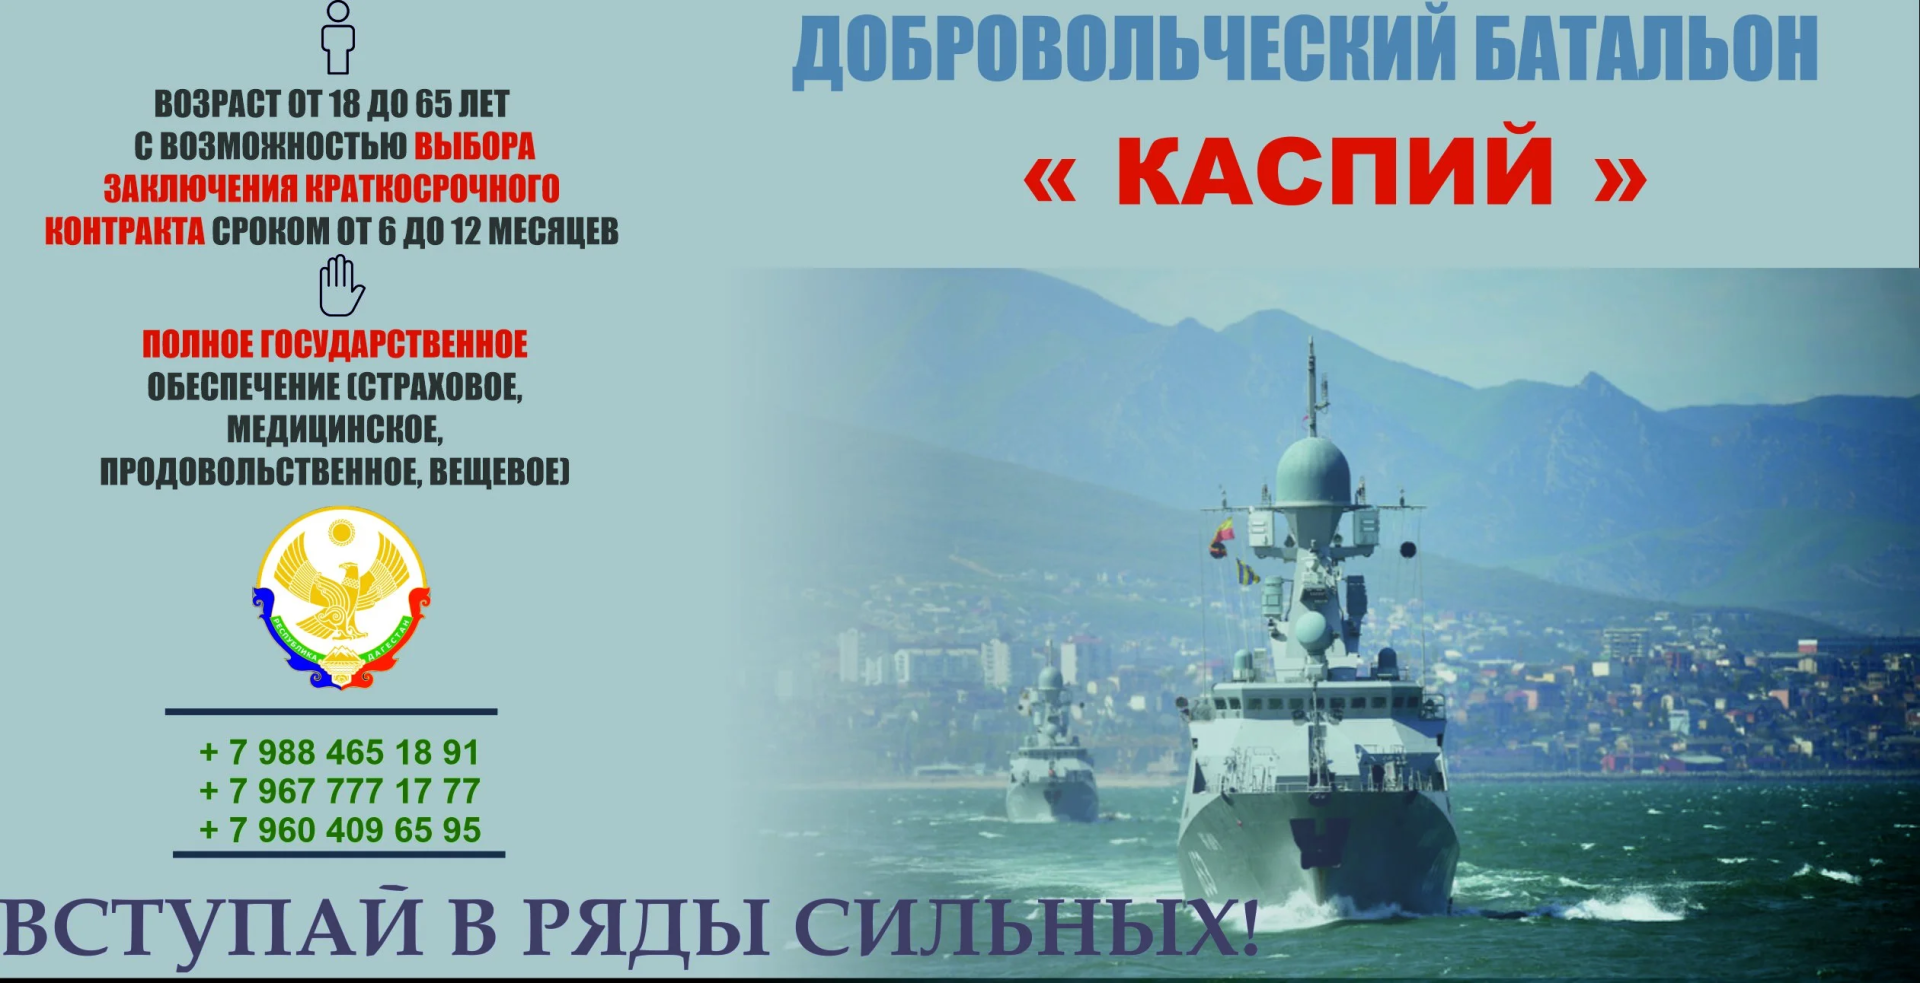 ДОБРОВОЛЬЧЕСКИЙ БАТАЛЬОН
« КАСПИЙ »
ВОЗРАСТ ОТ 18 ДО 65 ЛЕТ
С ВОЗМОЖНОСТЬЮ ВЫБОРА
ЗАКЛЮЧЕНИЯ КРАТКОСРОЧНОГО
КОНТРАКТА СРОКОМ ОТ 6 ДО 12 МЕСЯЦЕВ
ПОЛНОЕ ГОСУДАРСТВЕННОЕ
ОБЕСПЕЧЕНИЕ (СТРАХОВОЕ,
МЕДИЦИНСКОЕ,
ПРОДОВОЛЬСТВЕННОЕ, ВЕЩЕВОЕ)
РЕСПУБЛИКА ДАГЕСТАН
+ 7 988 465 18 91
+ 7 967 777 17 77
+ 7 960 409 65 95
ВСТУПАЙ В РЯДЫ СИЛЬНЫХ!